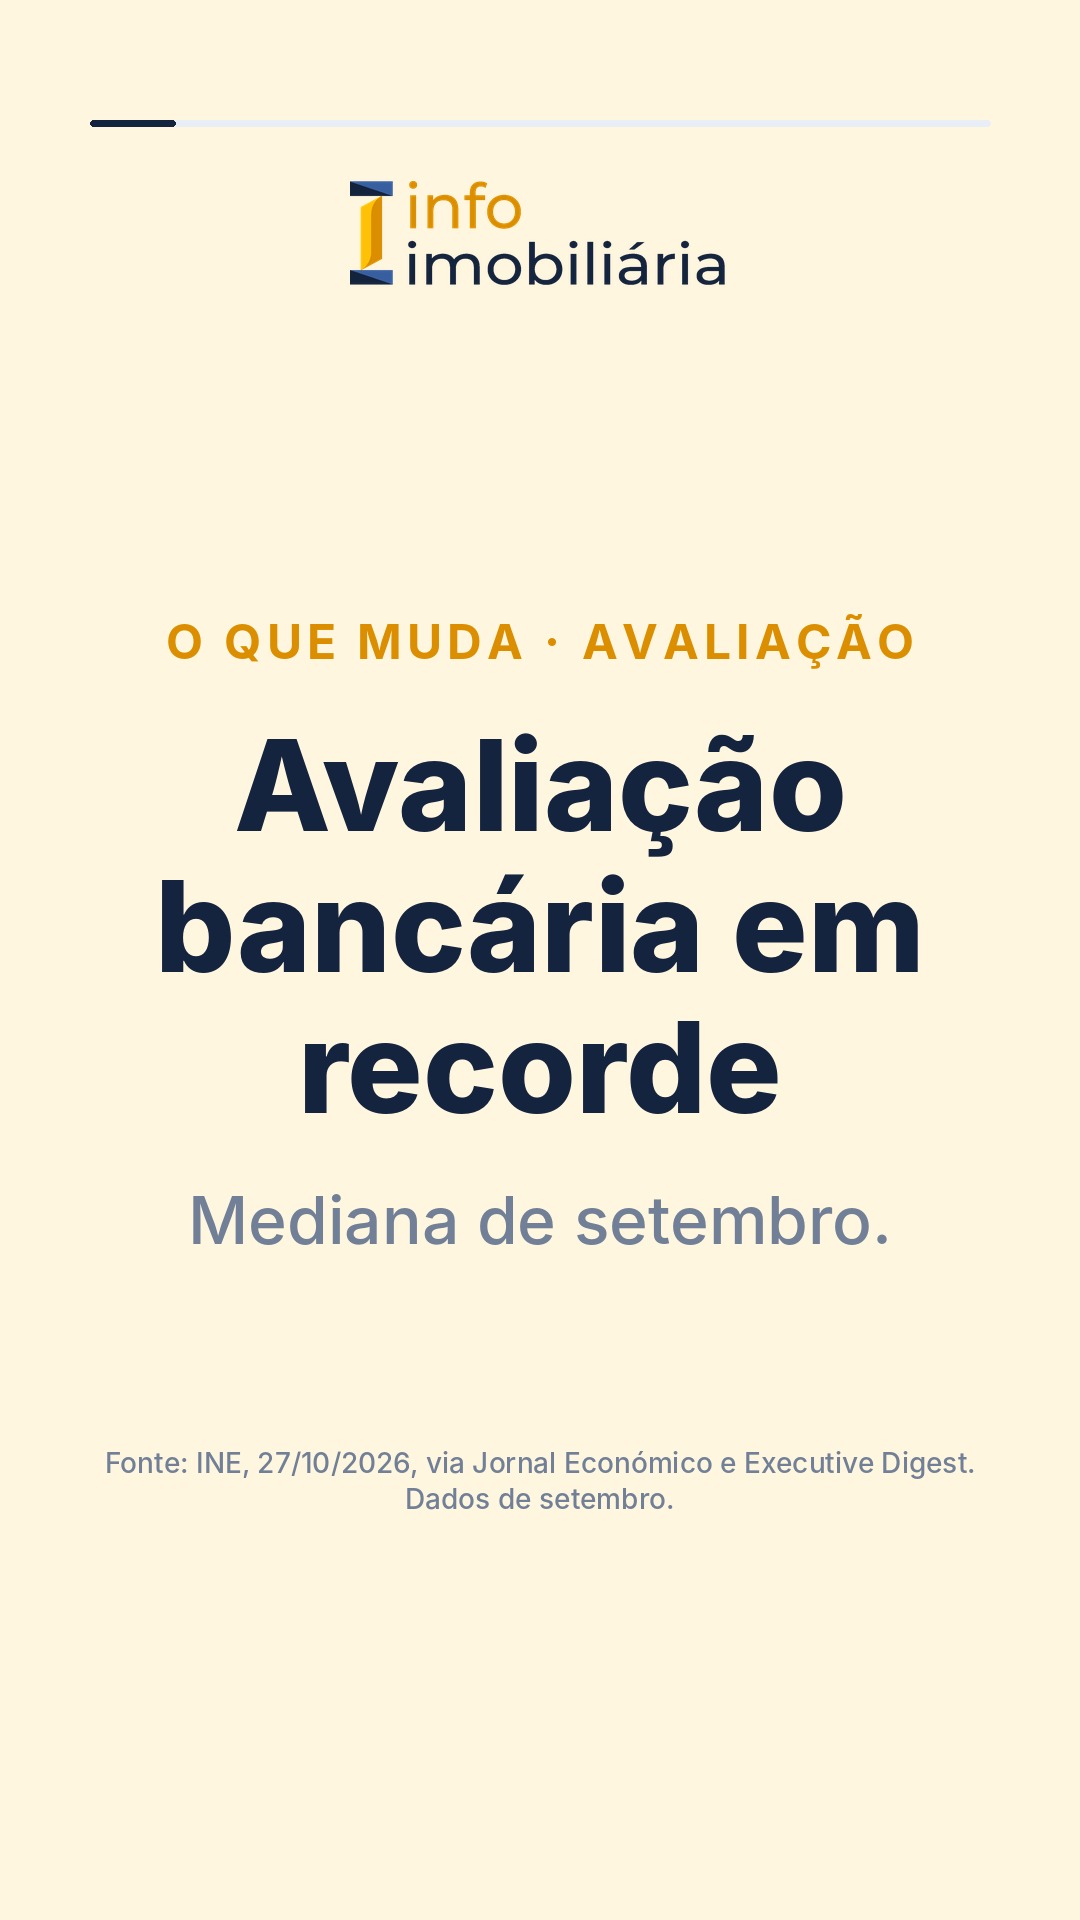 info
imobiliária
O QUE MUDA · AVALIAÇÃO
Avaliação
bancária em
recorde
Mediana de setembro.
Fonte: INE, 27/10/2026, via Jornal Económico e Executive Digest.
Dados de setembro.